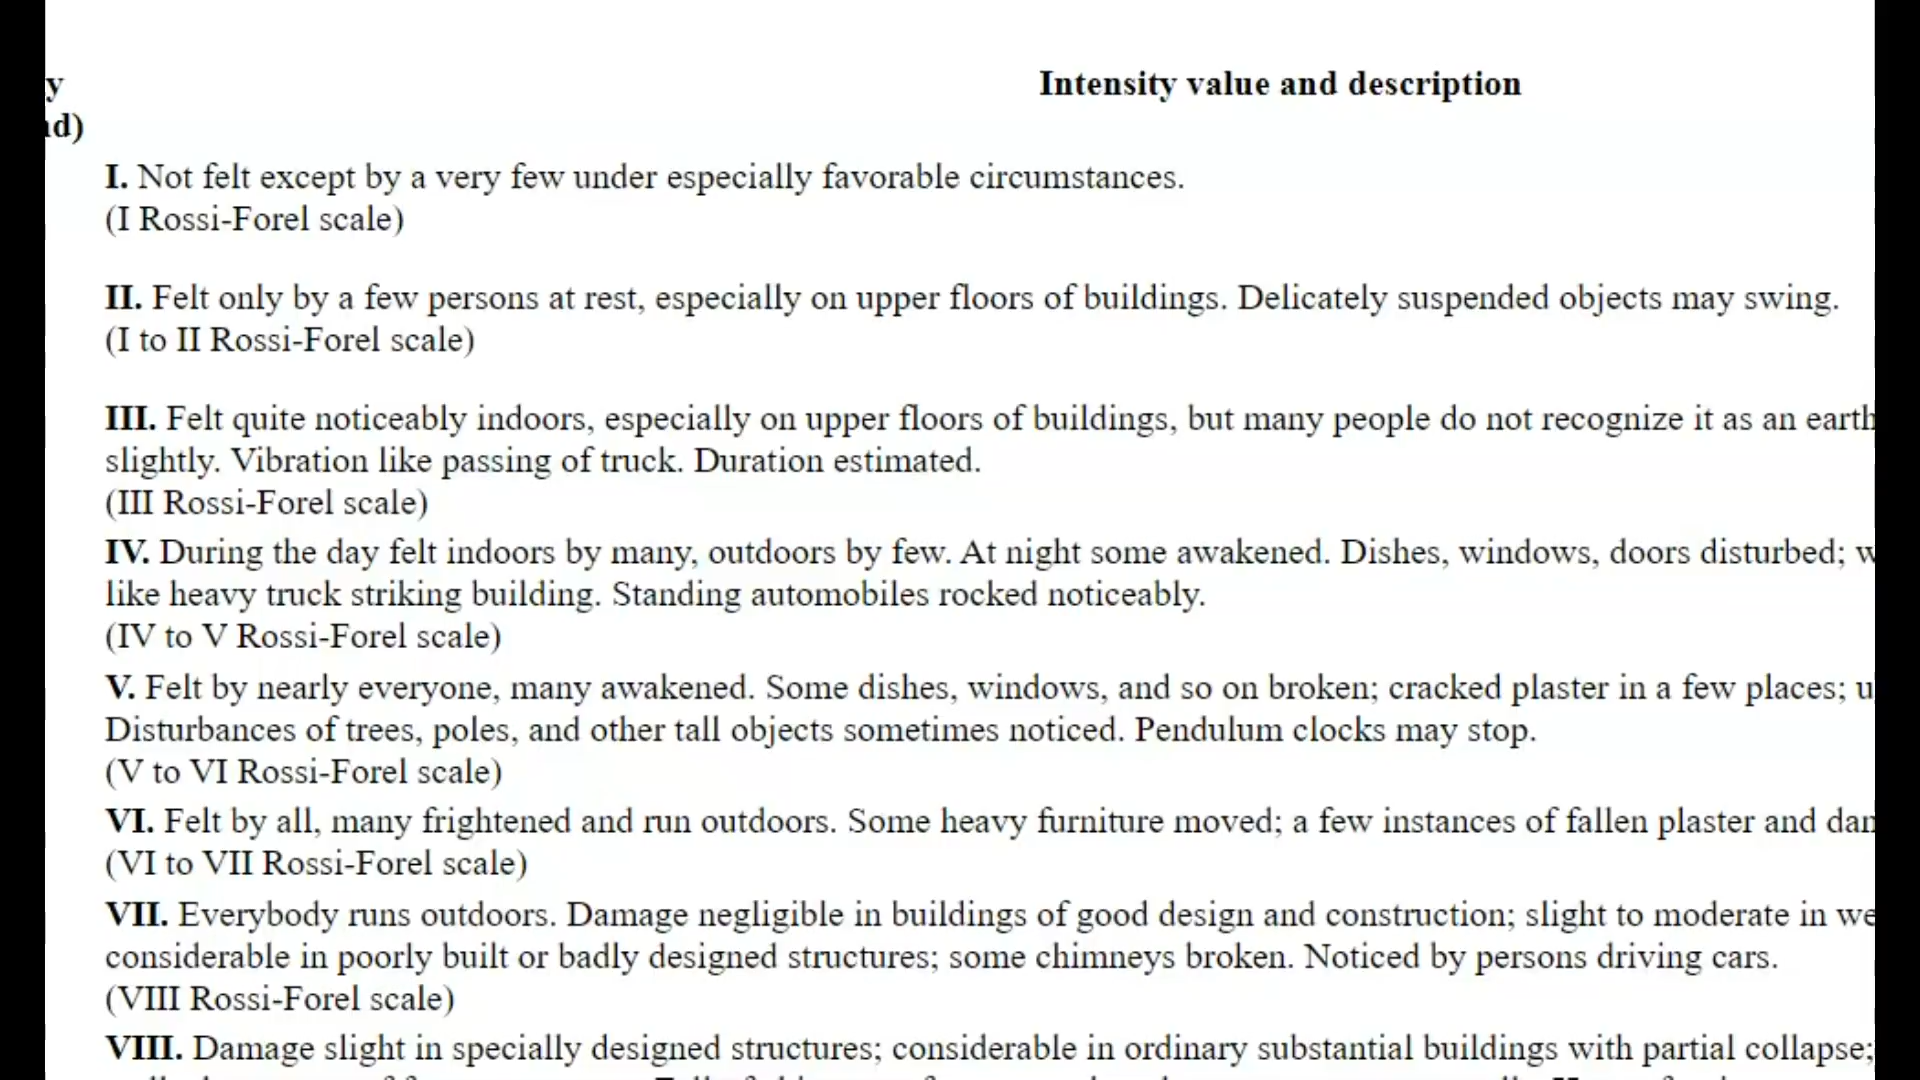 Intensity value and description
I. Not felt except by a very few under especially favorable circumstances.
(I Rossi-Forel scale)
II. Felt only by a few persons at rest, especially on upper floors of buildings. Delicately suspended objects may swing.
(I to II Rossi-Forel scale)
III. Felt quite noticeably indoors, especially on upper floors of buildings, but many people do not recognize it as an earth
slightly. Vibration like passing of truck. Duration estimated.
(III Rossi-Forel scale)
IV. During the day felt indoors by many, outdoors by few. At night some awakened. Dishes, windows, doors disturbed;
like heavy truck striking building. Standing automobiles rocked noticeably.
(IV to V Rossi-Forel scale)
V. Felt by nearly everyone, many awakened. Some dishes, windows, and so on broken; cracked plaster in a few places;
Disturbances of trees, poles, and other tall objects sometimes noticed. Pendulum clocks may stop.
(V to VI Rossi-Forel scale)
VI. Felt by all, many frightened and run outdoors. Some heavy furniture moved; a few instances of fallen plaster and
(VI to VII Rossi-Forel scale)
VII. Everybody runs outdoors. Damage negligible in buildings of good design and construction; slight to moderate in
considerable in poorly built or badly designed structures; some chimneys broken. Noticed by persons driving cars.
(VIII Rossi-Forel scale)
VIII. Damage slight in specially designed structures; considerable in ordinary substantial buildings with partial collapse;